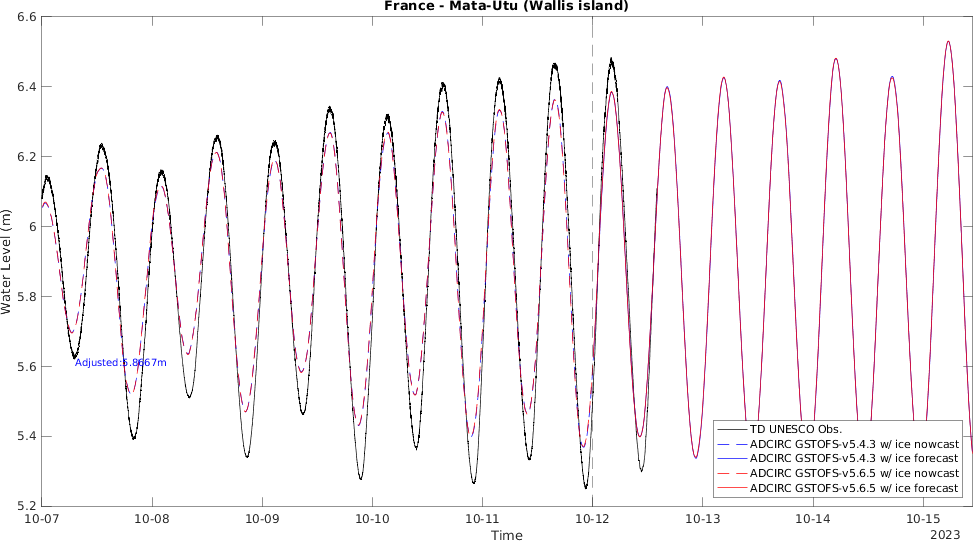 France - Mata-Utu (Wallis island)
6.6
6.4
6.2
6
5.8
5.6
5.4
5.2
Water Level (m)
Adjusted:5.8667m
TD UNESCO Obs.
ADCIRC GSTOFS-v5.4.3 w/ ice nowcast
ADCIRC GSTOFS-v5.4.3 w/ ice forecast
ADCIRC GSTOFS-v5.6.5 w/ ice nowcast
ADCIRC GSTOFS-v5.6.5 w/ ice forecast
10-07 10-08 10-09 10-10 10-11 10-12 10-13 10-14 10-15
Time
2023